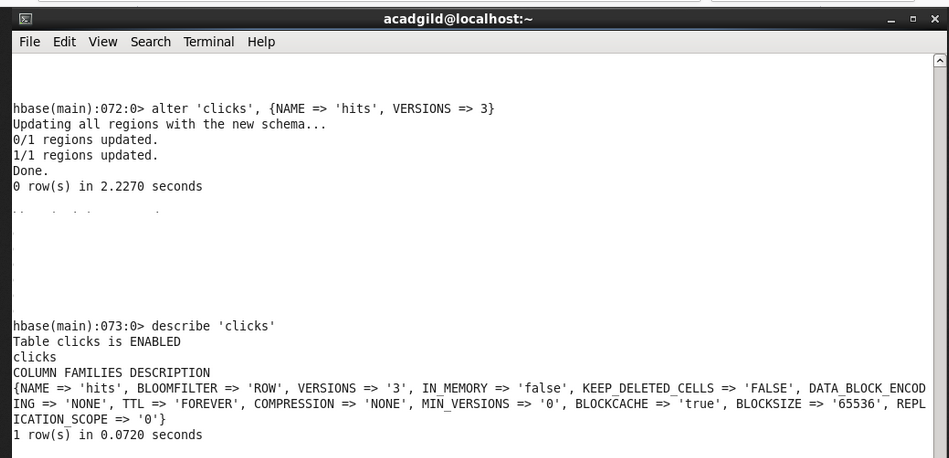 acadgild@localhost:~
File Edit View Search Terminal Help
hbase(main):072:0> alter 'clicks', {NAME => 'hits', VERSIONS => 3}
Updating all regions with the new schema...
0/1 regions updated.
1/1 regions updated.
Done.
0 row(s) in 2.2270 seconds
hbase(main):073:0> describe 'clicks'
Table clicks is ENABLED
clicks
COLUMN FAMILIES DESCRIPTION
{NAME => 'hits', BLOOMFILTER => 'ROW', VERSIONS => '3', IN_MEMORY => 'false', KEEP_DELETED_CELLS => 'FALSE', DATA_BLOCK_ENCOD
ING => 'NONE', TTL => 'FOREVER', COMPRESSION => 'NONE', MIN_VERSIONS => '0', BLOCKCACHE => 'true', BLOCKSIZE => '65536', REPL
ICATION_SCOPE => '0'}
1 row(s) in 0.0720 seconds